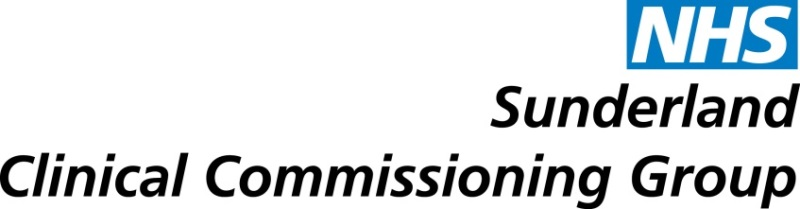 NHS
Sunderland
Clinical Commissioning Group